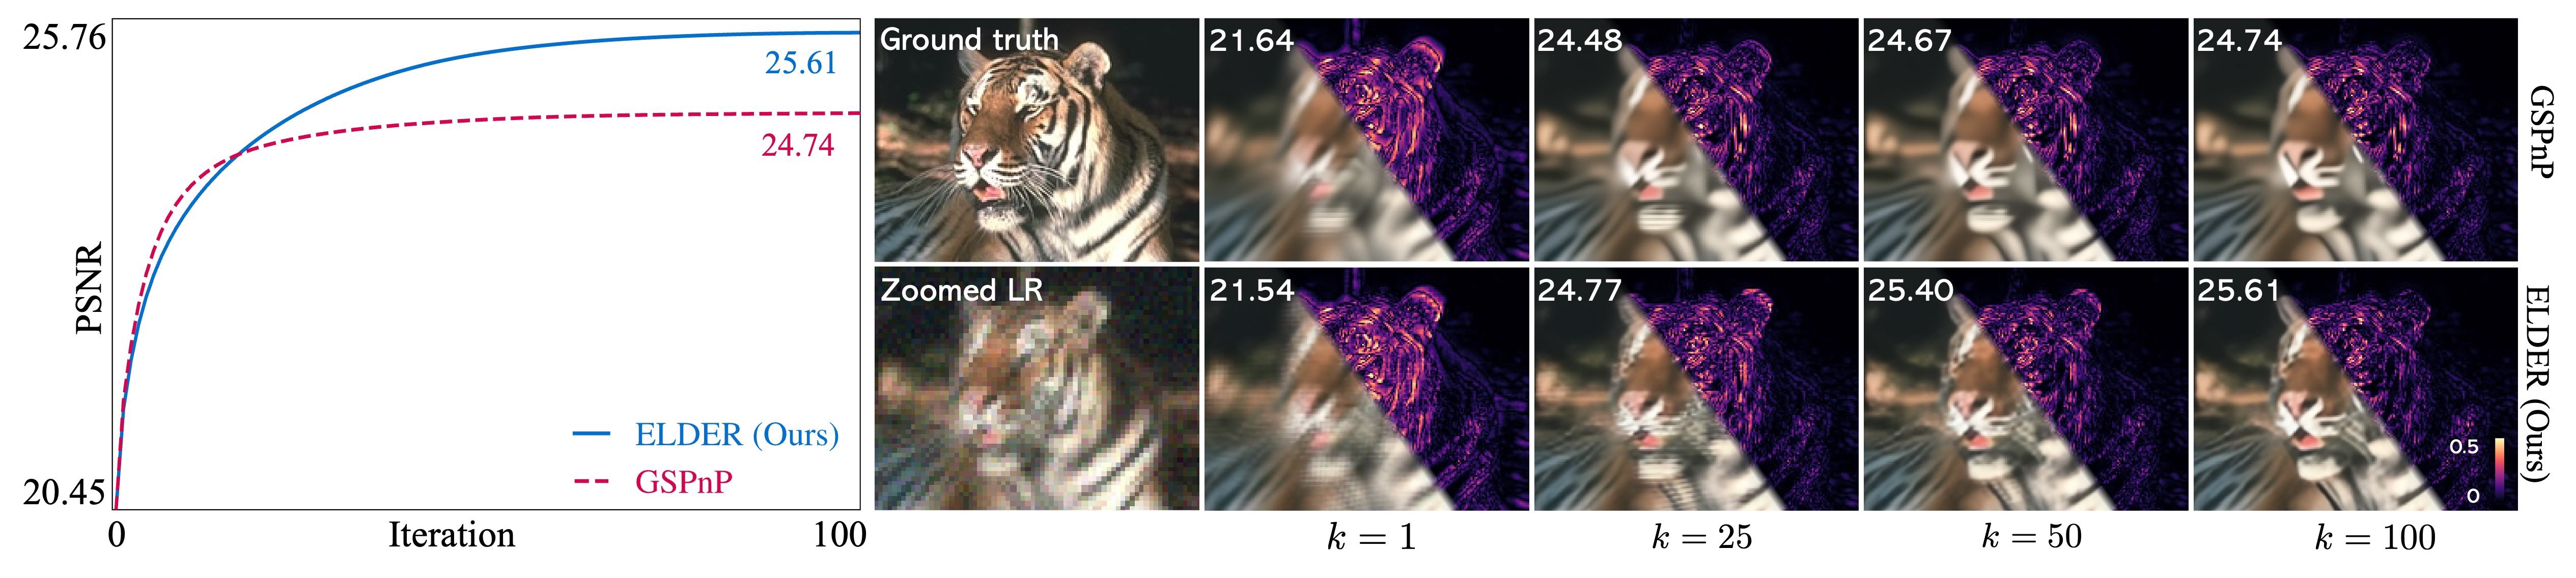 25.76
25.61
24.74
PSNR
ELDER (Ours)
GSPnP
20.45
0
Iteration
100
Ground truth
21.64
24.48
24.67
24.74
GSPnP
Zoomed LR
21.54
24.77
25.40
25.61
0.5
0
ELDER (Ours)
k = 1
k = 25
k = 50
k = 100